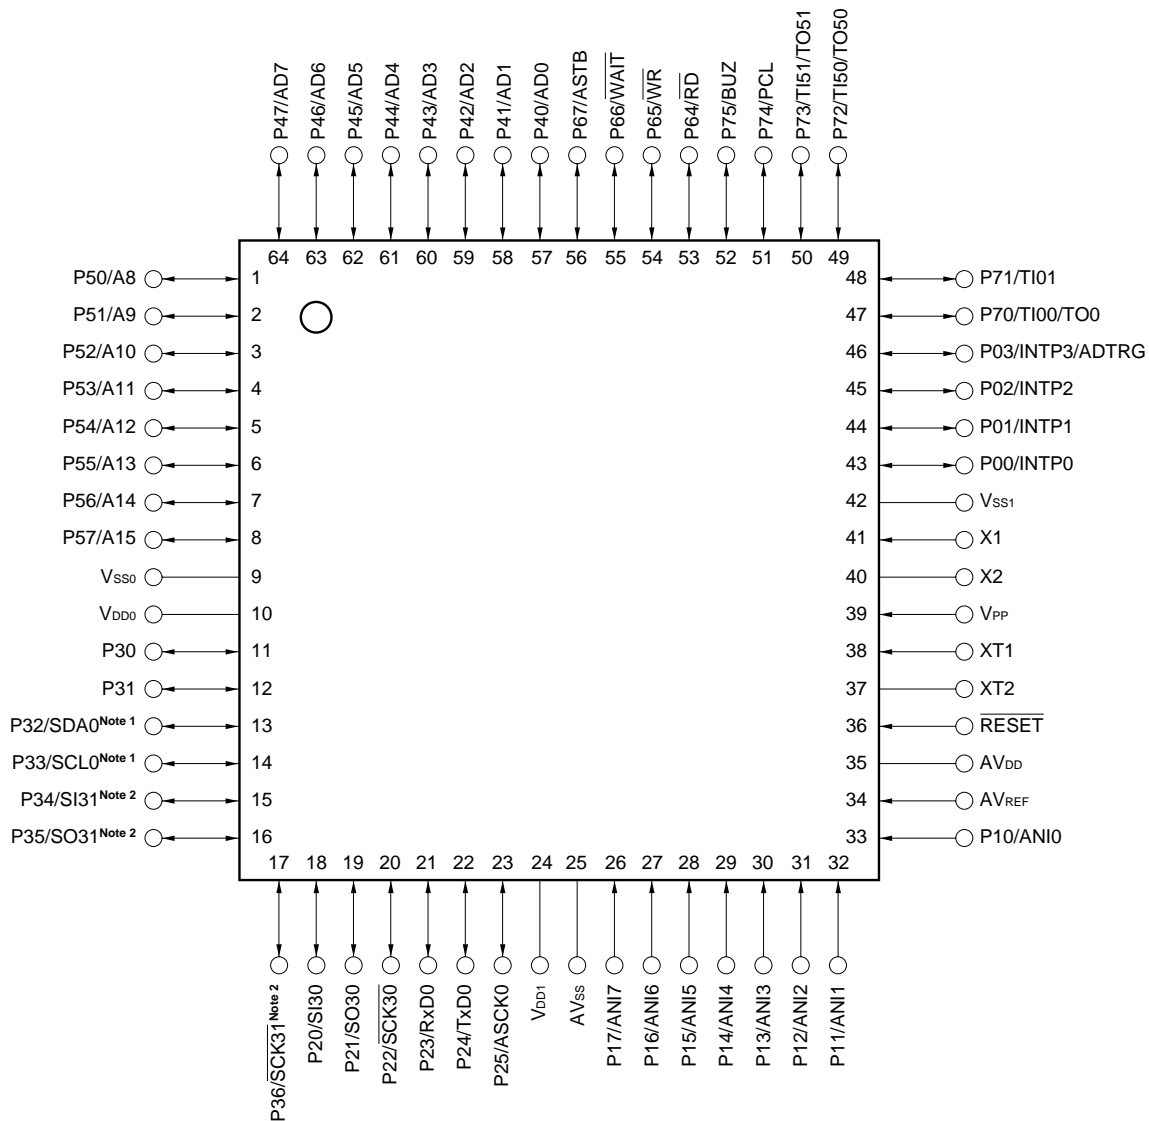 P47/AD7
P46/AD6
P45/AD5
P44/AD4
P43/AD3
P42/AD2
P41/AD1
P40/AD0
P67/ASTB
P66/WAIT
P65/WR
P64/RD
P75/BUZ
P74/PCL
P73/TI51/TO51
P72/TI50/TO50
64 63 62 61 60 59 58 57 56 55 54 53 52 51 50 49
P50/A8 1 48 P71/TI01
P51/A9 2 47 P70/TI00/TO0
P52/A10 3 46 P03/INTP3/ADTRG
P53/A11 4 45 P02/INTP2
P54/A12 5 44 P01/INTP1
P55/A13 6 43 P00/INTP0
P56/A14 7 42 VSS1
P57/A15 8 41 X1
VSS0 9 40 X2
VDD0 10 39 VPP
P30 11 38 XT1
P31 12 37 XT2
P32/SDA0Note 1 13 36 RESET
P33/SCL0Note 1 14 35 AVDD
P34/SI31Note 2 15 34 AVREF
P35/SO31Note 2 16 33 P10/ANI0
17 18 19 20 21 22 23 24 25 26 27 28 29 30 31 32
P36/SCK31Note 2
P20/SI30
P21/SO30
P22/SCK30
P23/RxD0
P24/TxD0
P25/ASCK0
VDD1
AVSS
P17/ANI7
P16/ANI6
P15/ANI5
P14/ANI4
P13/ANI3
P12/ANI2
P11/ANI1